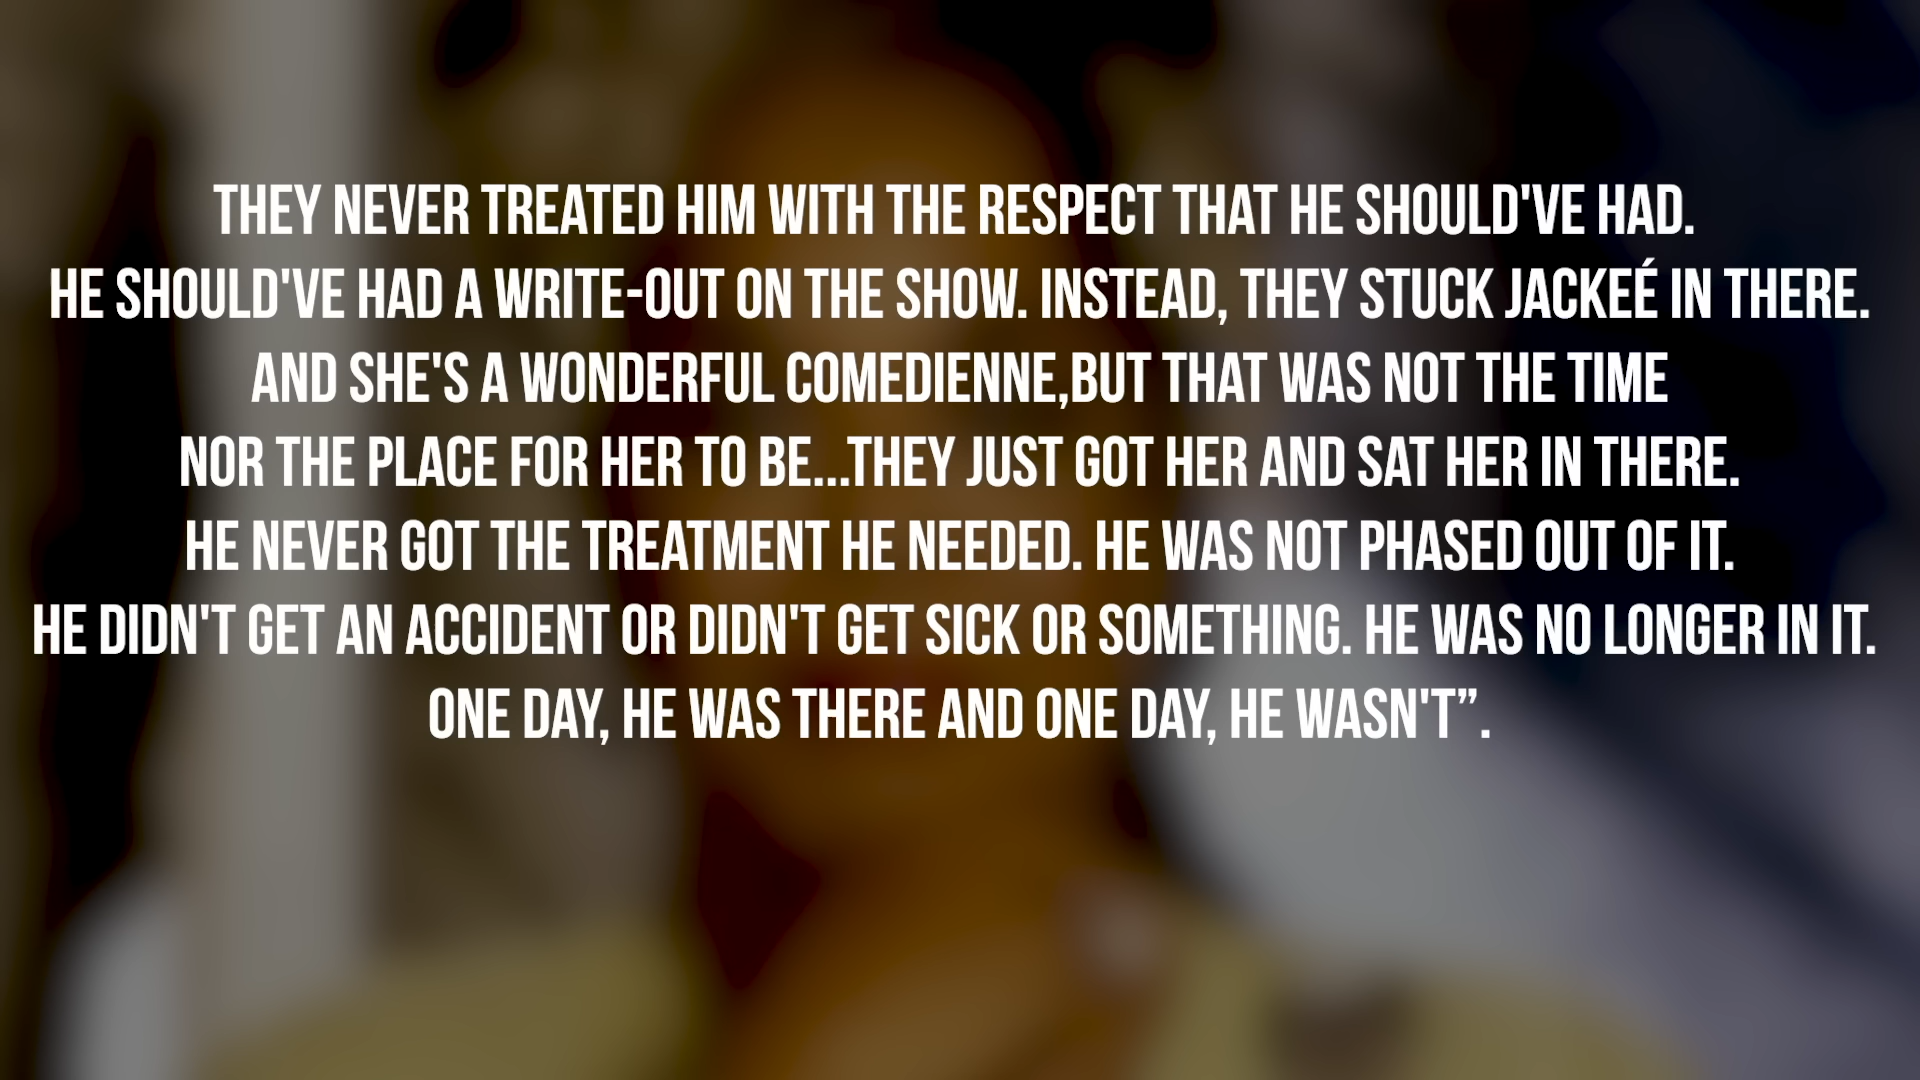 THEY NEVER TREATED HIM WITH THE RESPECT THAT HE SHOULD'VE HAD.
HE SHOULD'VE HAD A WRITE-OUT ON THE SHOW. INSTEAD, THEY STUCK JACKEÉ IN THERE.
AND SHE'S A WONDERFUL COMEDIENNE,BUT THAT WAS NOT THE TIME
NOR THE PLACE FOR HER TO BE...THEY JUST GOT HER AND SAT HER IN THERE.
HE NEVER GOT THE TREATMENT HE NEEDED. HE WAS NOT PHASED OUT OF IT.
HE DIDN'T GET AN ACCIDENT OR DIDN'T GET SICK OR SOMETHING. HE WAS NO LONGER IN IT.
ONE DAY, HE WAS THERE AND ONE DAY, HE WASN'T”.